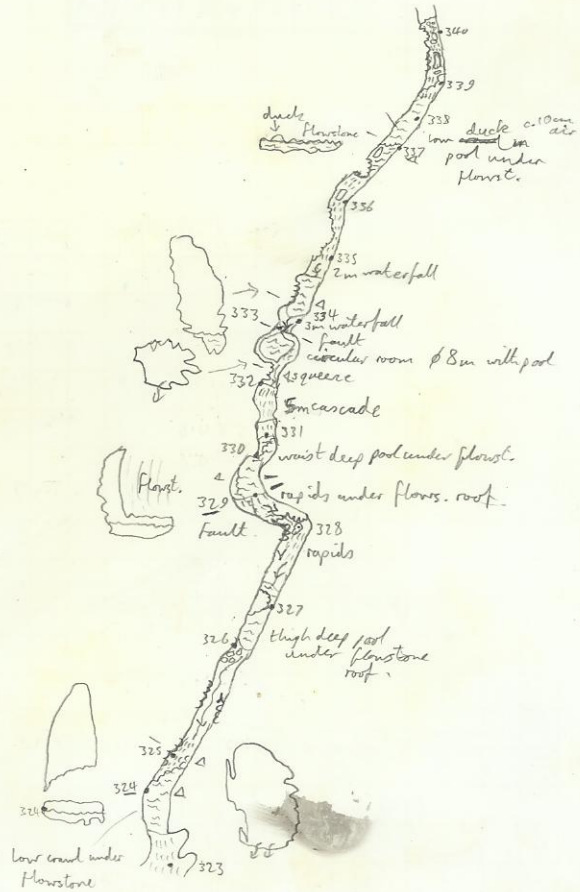 340
339
duck
338
flowstone
c.10cm
low duck in air
337
pool under
flowst.
336
335
2m waterfall
333
334
3m waterfall
fault
circular room ϕ8m with pool
squeeze
332
5m cascade
331
330
waist deep pool under flowst.
flowst.
329
rapids under flows. roof.
Fault.
328
rapids
327
326
thigh deep pool
under flowstone
roof.
325
324
324
low crawl under
flowstone
323